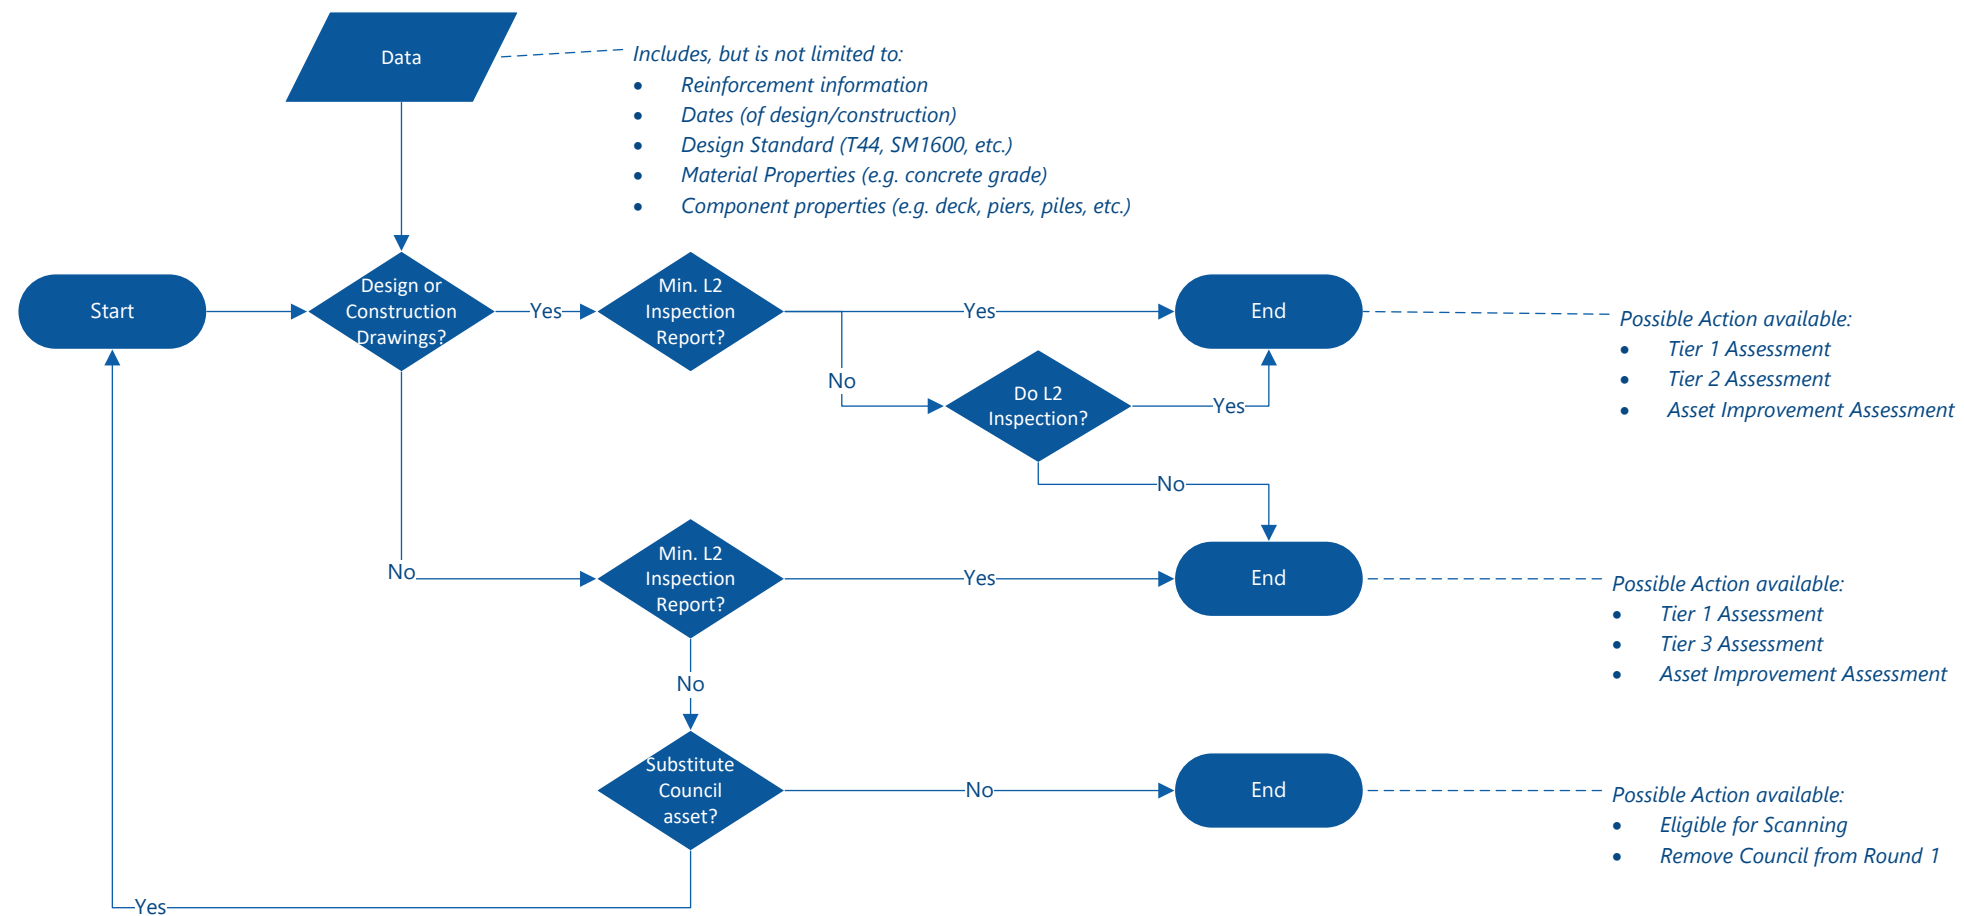 Data
Includes, but is not limited to:
• Reinforcement information
• Dates (of design/construction)
• Design Standard (T44, SM1600, etc.)
• Material Properties (e.g. concrete grade)
• Component properties (e.g. deck, piers, piles, etc.)
Start
Design or
Construction
Drawings?
Yes
Min. L2
Inspection
Report?
Yes
End
Possible Action available:
• Tier 1 Assessment
• Tier 2 Assessment
• Asset Improvement Assessment
No
Do L2
Inspection?
Yes
No
No
Min. L2
Inspection
Report?
Yes
End
Possible Action available:
• Tier 1 Assessment
• Tier 3 Assessment
• Asset Improvement Assessment
No
Substitute
Council
asset?
No
End
Possible Action available:
• Eligible for Scanning
• Remove Council from Round 1
Yes